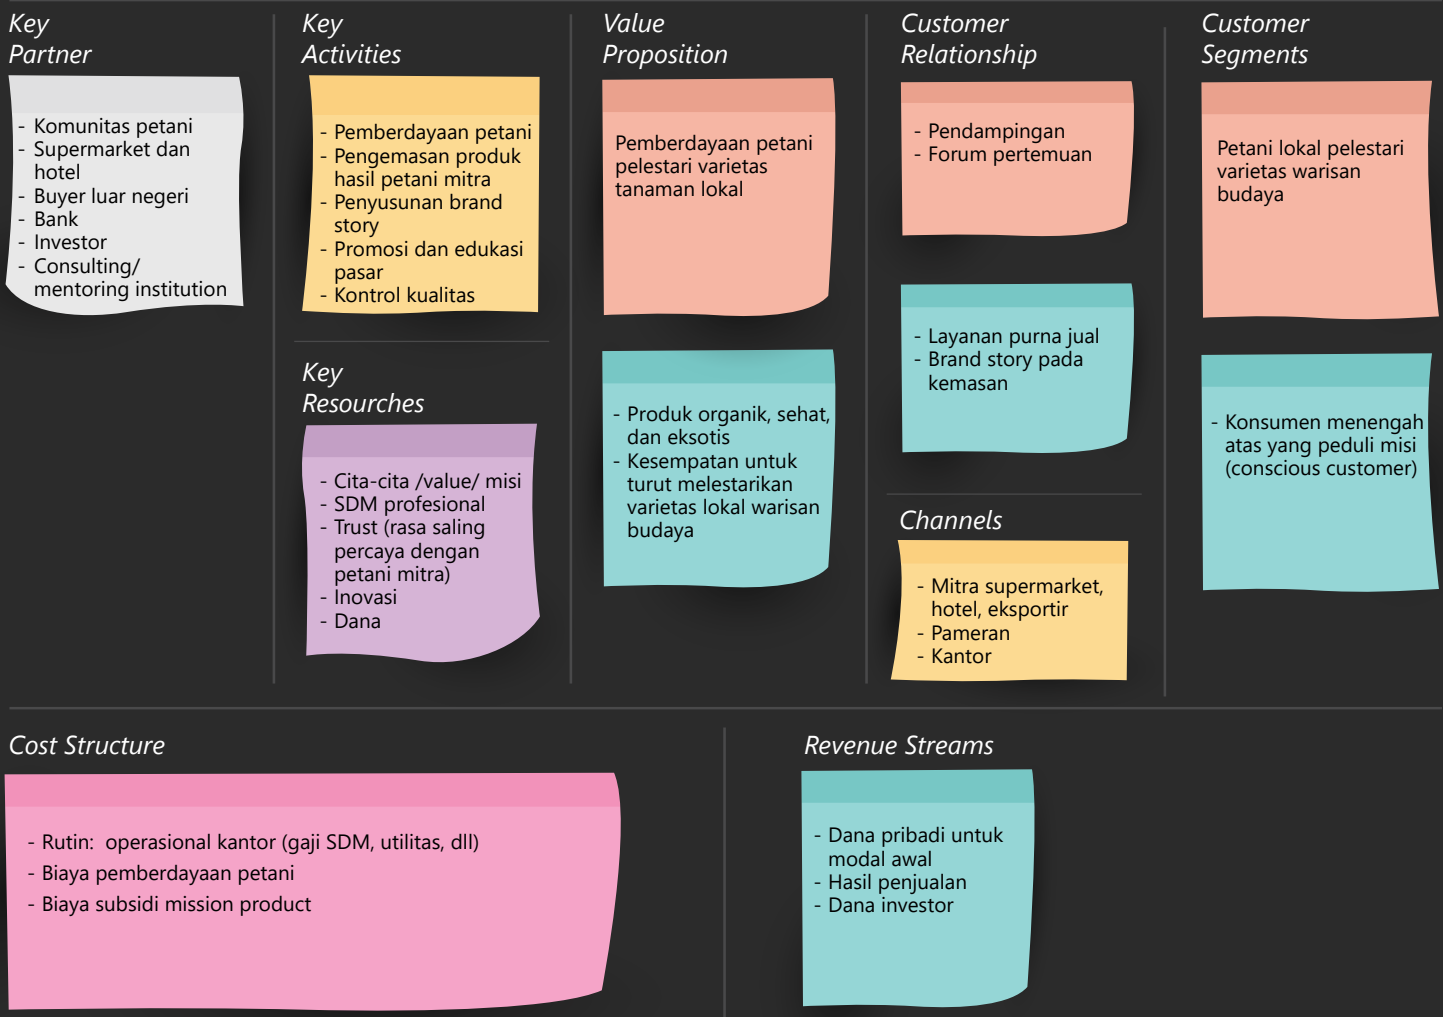 Key
Partner
- Komunitas petani
- Supermarket dan
hotel
- Buyer luar negeri
- Bank
- Investor
- Consulting/
mentoring institution
Key
Activities
- Pemberdayaan petani
- Pengemasan produk
hasil petani mitra
- Penyusunan brand
story
- Promosi dan edukasi
pasar
- Kontrol kualitas
Key
Resourches
- Cita-cita /value/ misi
- SDM profesional
- Trust (rasa saling
percaya dengan
petani mitra)
- Inovasi
- Dana
Value
Proposition
Pemberdayaan petani
pelestari varietas
tanaman lokal
- Produk organik, sehat,
dan eksotis
- Kesempatan untuk
turut melestarikan
varietas lokal warisan
budaya
Customer
Relationship
- Pendampingan
- Forum pertemuan
- Layanan purna jual
- Brand story pada
kemasan
Channels
- Mitra supermarket,
hotel, eksportir
- Pameran
- Kantor
Customer
Segments
Petani lokal pelestari
varietas warisan
budaya
- Konsumen menengah
atas yang peduli misi
(conscious customer)
Cost Structure
- Rutin:  operasional kantor (gaji SDM, utilitas, dll)
- Biaya pemberdayaan petani
- Biaya subsidi mission product
Revenue Streams
- Dana pribadi untuk
modal awal
- Hasil penjualan
- Dana investor